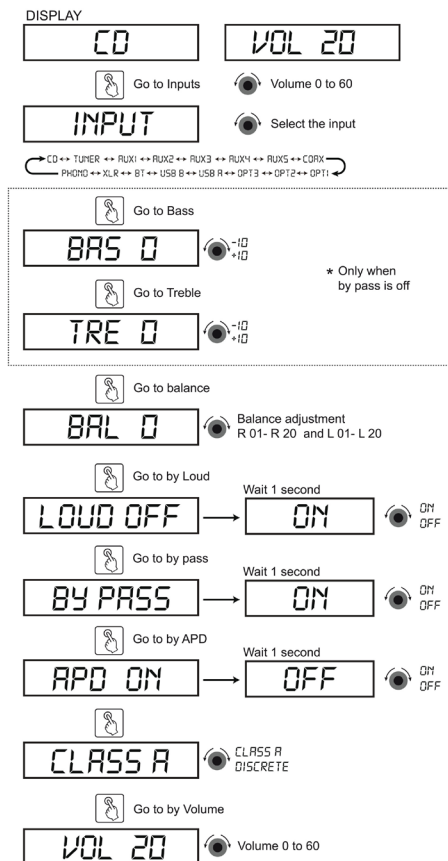 DISPLAY
CD
VOL 20
Go to Inputs
Volume 0 to 60
INPUT
Select the input
CD ↔ TUNER ↔ AUX1 ↔ AUX2 ↔ AUX3 ↔ AUX4 ↔ AUX5 ↔ COAX
PHONO ↔ XLR ↔ BT ↔ USB B ↔ USB A ↔ OPT3 ↔ OPT2 ↔ OPT1
Go to Bass
BAS 0
-10
+10
* Only when
by pass is off
Go to Treble
TRE 0
-10
+10
Go to balance
BAL 0
Balance adjustment
R 01- R 20 and L 01- L 20
Go to by Loud
Wait 1 second
LOUD OFF
ON
ON
OFF
Go to by pass
Wait 1 second
BY PASS
ON
ON
OFF
Go to by APD
Wait 1 second
APD ON
OFF
ON
OFF
CLASS A
CLASS A
DISCRETE
Go to by Volume
VOL 20
Volume 0 to 60